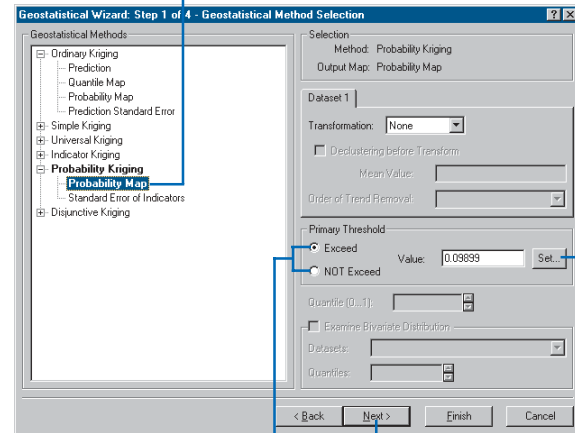 Geostatistical Wizard: Step 1 of 4 - Geostatistical Method Selection
Geostatistical Methods
Ordinary Kriging
Prediction
Quantile Map
Probability Map
Prediction Standard Error
Simple Kriging
Universal Kriging
Indicator Kriging
Probability Kriging
Probability Map
Standard Error of Indicators
Disjunctive Kriging
Selection
Method: Probability Kriging
Output Map: Probability Map
Dataset 1
Transformation: None
Declustering before Transform
Mean Value:
Order of Trend Removal:
Primary Threshold
Exceed
NOT Exceed
Value: 0.09899 Set...
Quantile (0...1):
Examine Bivariate Distribution
Datasets:
Quantiles:
< Back Next > Finish Cancel